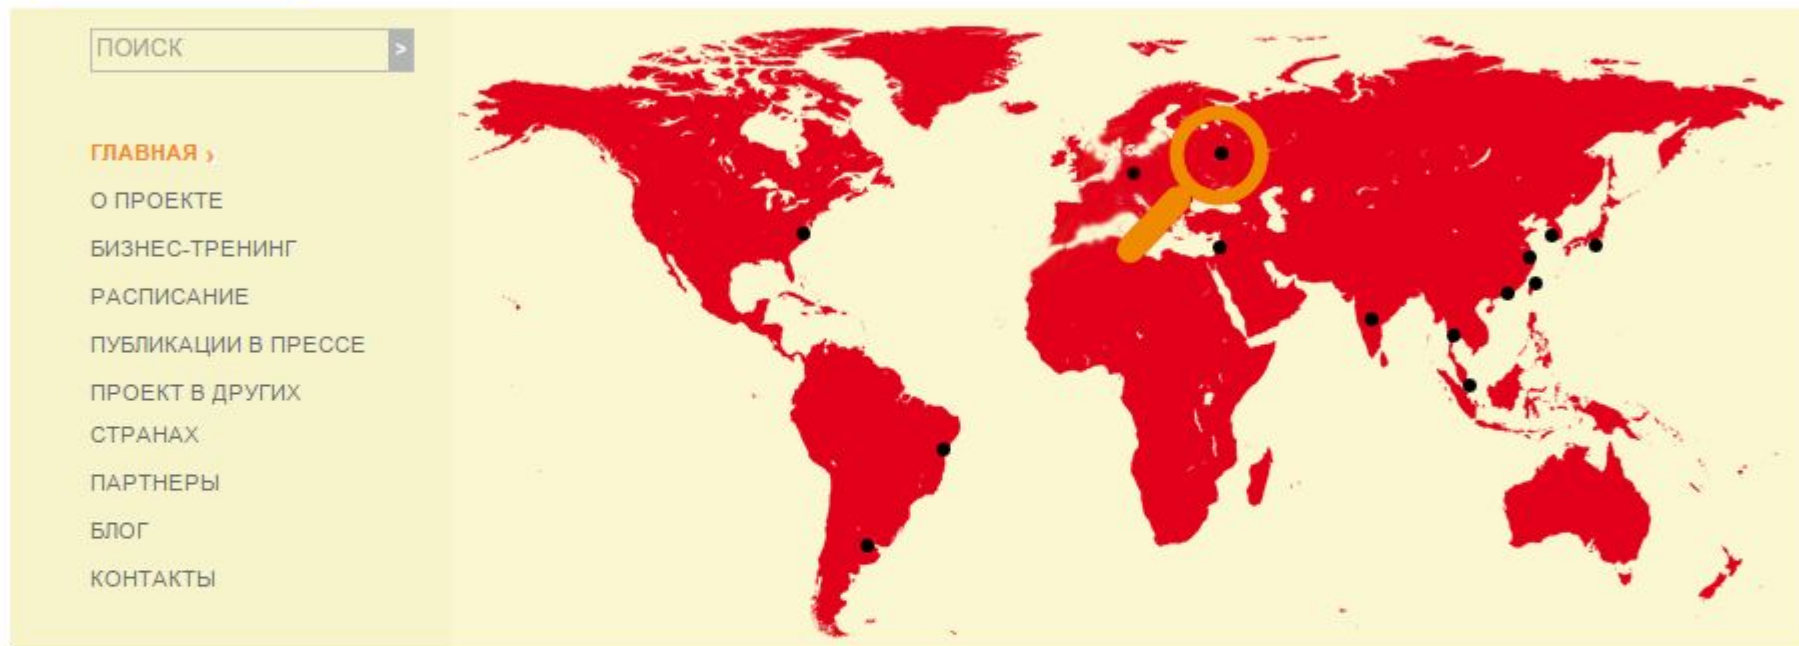 ПОИСК >
ГЛАВНАЯ ›
О ПРОЕКТЕ
БИЗНЕС-ТРЕНИНГ
РАСПИСАНИЕ
ПУБЛИКАЦИИ В ПРЕССЕ
ПРОЕКТ В ДРУГИХ
СТРАНАХ
ПАРТНЕРЫ
БЛОГ
КОНТАКТЫ